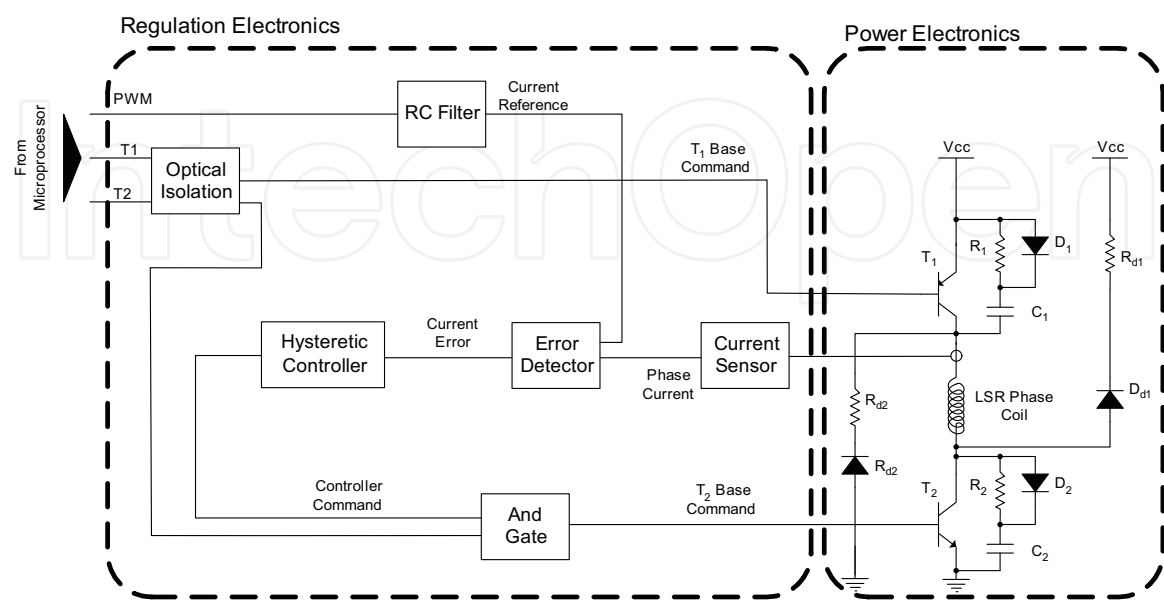 Regulation Electronics
Power Electronics
From
Microprocessor
PWM
T1
T2
Optical
Isolation
RC Filter
Current
Reference
T1 Base
Command
Hysteretic
Controller
Current
Error
Error
Detector
Phase
Current
Current
Sensor
Controller
Command
And
Gate
T2 Base
Command
Vcc
Vcc
T1
R1
D1
C1
Rd1
Rd2
Rd2
LSR Phase
Coil
Dd1
T2
R2
D2
C2
IntechOpen